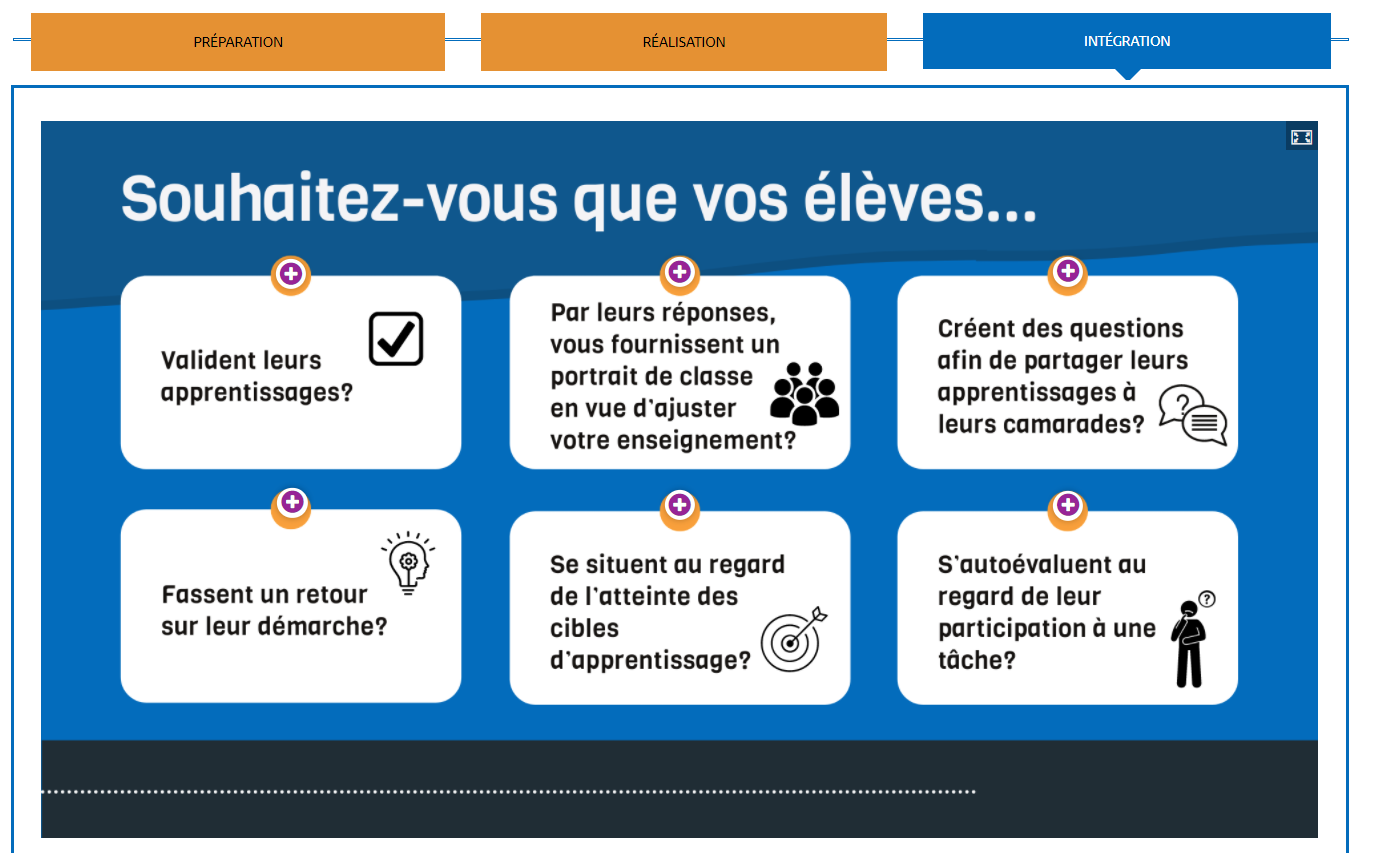 PRÉPARATION
RÉALISATION
INTÉGRATION
Souhaitez-vous que vos élèves...
Valident leurs
apprentissages?
Par leurs réponses,
vous fournissent un
portrait de classe
en vue d'ajuster
votre enseignement?
Créent des questions
afin de partager leurs
apprentissages à
leurs camarades?
Fassent un retour
sur leur démarche?
Se situent au regard
de l'atteinte des
cibles
d'apprentissage?
S'autoévaluent au
regard de leur
participation à une
tâche?